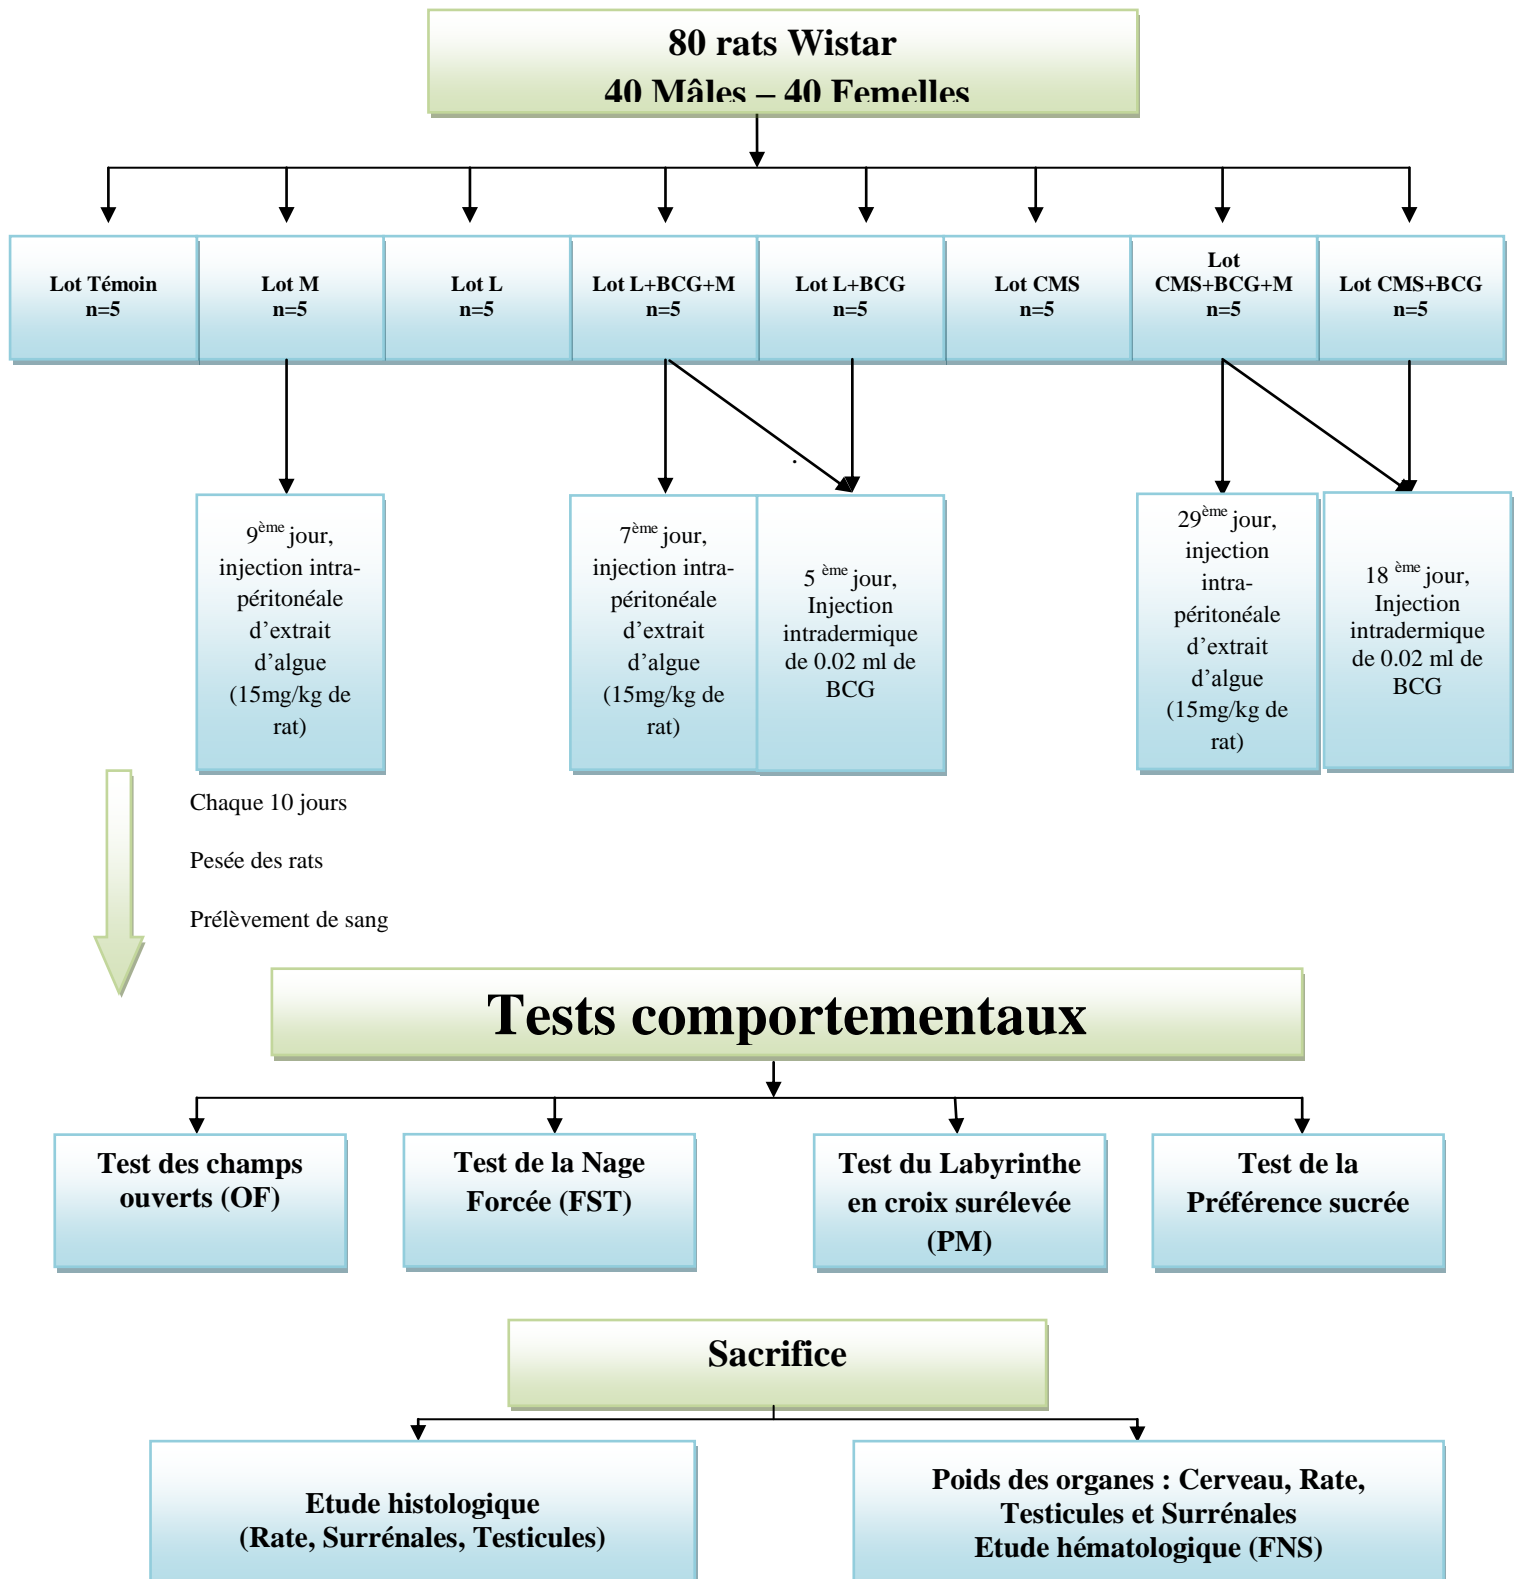 80 rats Wistar
40 Mâles – 40 Femelles
Lot Témoin
n=5
Lot M
n=5
Lot L
n=5
Lot L+BCG+M
n=5
Lot L+BCG
n=5
Lot CMS
n=5
Lot
CMS+BCG+M
n=5
Lot CMS+BCG
n=5
9ème jour,
injection intra-
péritonéale
d’extrait
d’algue
(15mg/kg de
rat)
7ème jour,
injection intra-
péritonéale
d’extrait
d’algue
(15mg/kg de
rat)
5 ème jour,
Injection
intradermique
de 0.02 ml de
BCG
29ème jour,
injection
intra-
péritonéale
d’extrait
d’algue
(15mg/kg de
rat)
18 ème jour,
Injection
intradermique
de 0.02 ml de
BCG
Chaque 10 jours
Pesée des rats
Prélèvement de sang
Tests comportementaux
Test des champs
ouverts (OF)
Test de la Nage
Forcée (FST)
Test du Labyrinthe
en croix surélevée
(PM)
Test de la
Préférence sucrée
Sacrifice
Etude histologique
(Rate, Surrénales, Testicules)
Poids des organes : Cerveau, Rate,
Testicules et Surrénales
Etude hématologique (FNS)